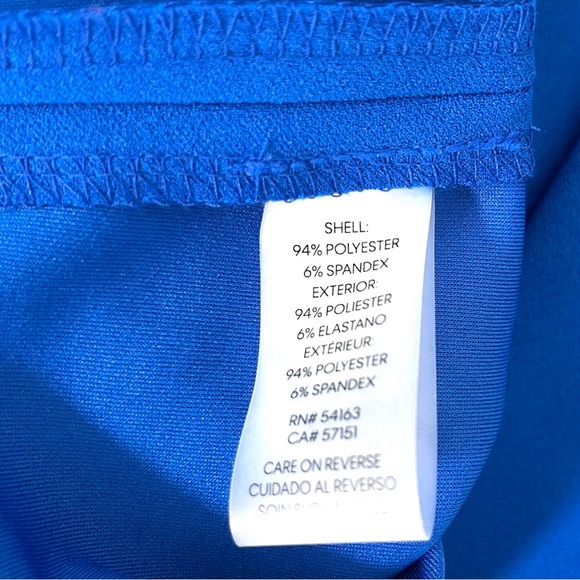 SHELL:
94% POLYESTER
6% SPANDEX
EXTERIOR:
94% POLIESTER
6% ELASTANO
EXTÉRIEUR:
94% POLYESTER
6% SPANDEX
RN# 54163
CA# 57151
CARE ON REVERSE
CUIDADO AL REVERSO
SOIN